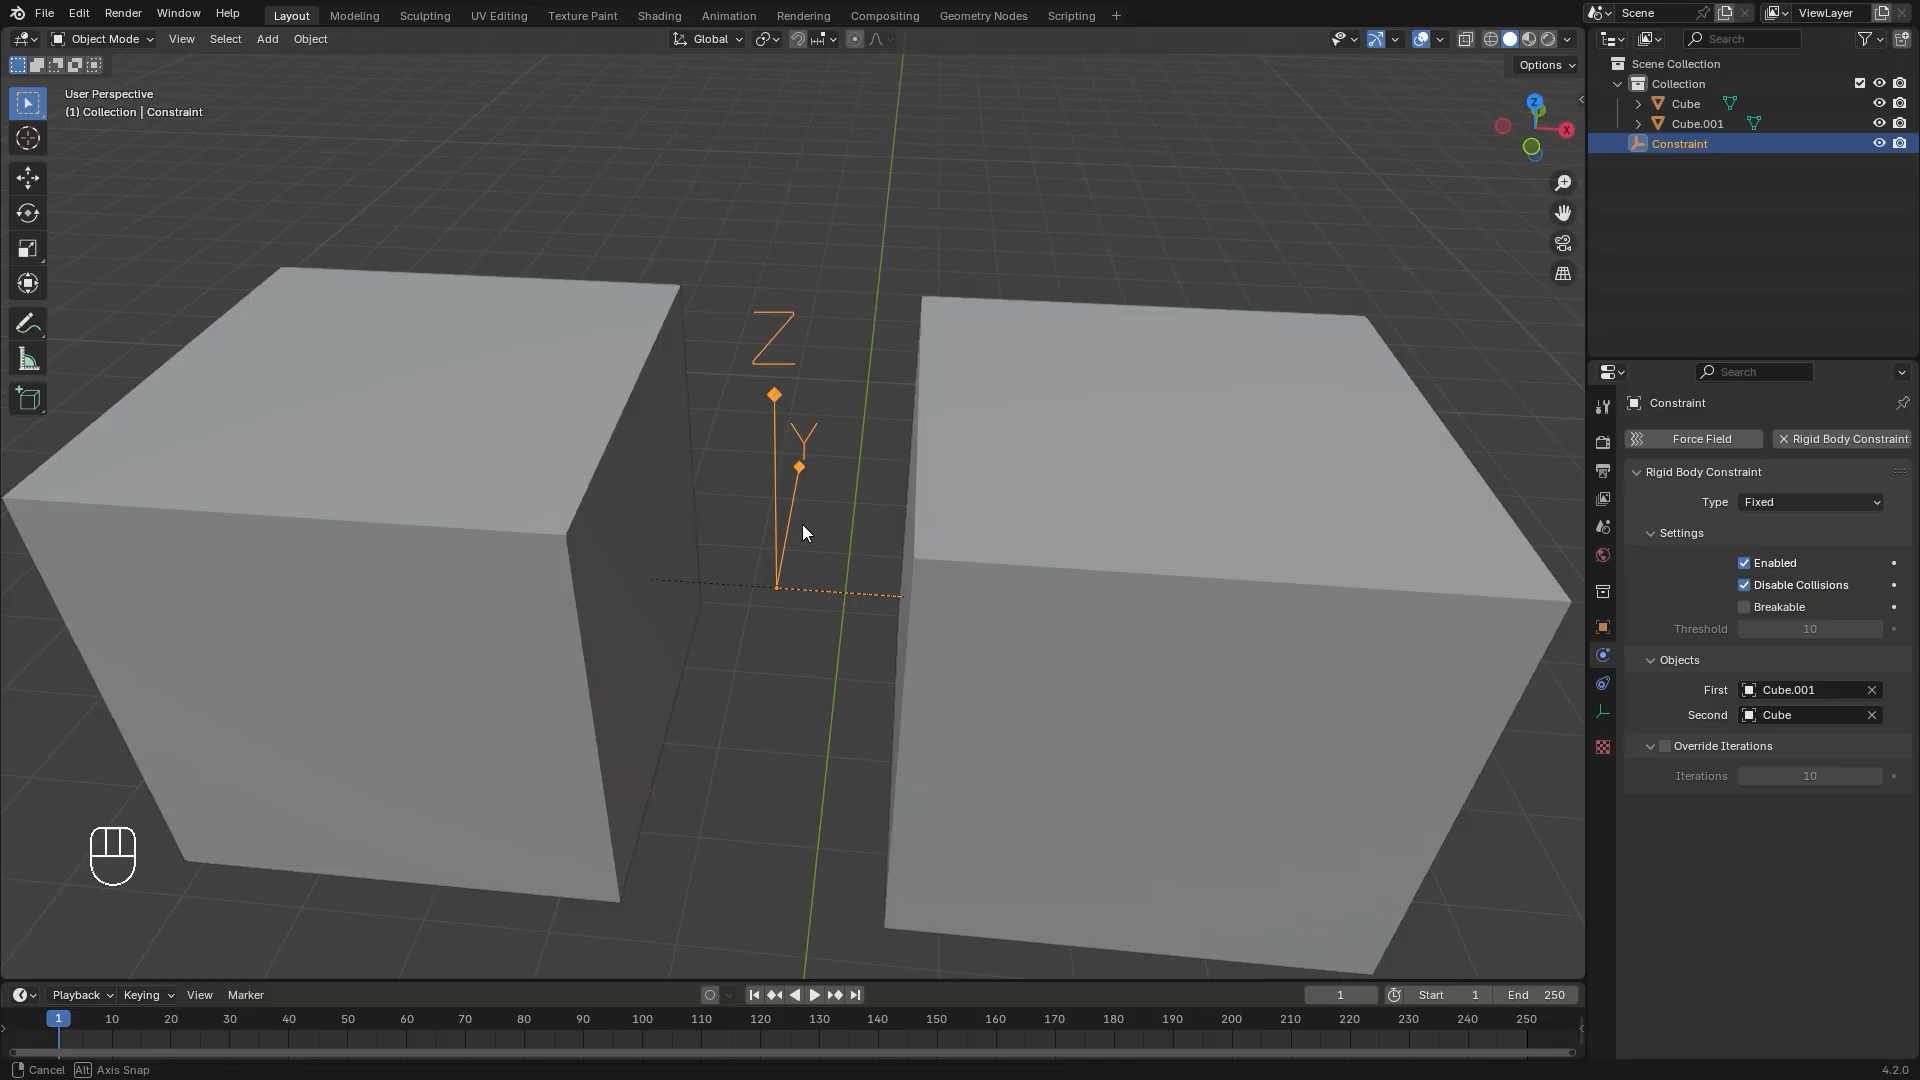 File Edit Render Window Help Layout Modeling Sculpting UV Editing Texture Paint Shading Animation Rendering Compositing Geometry Nodes Scripting + Scene ViewLayer
Object Mode View Select Add Object Global Search
Options
User Perspective
(1) Collection | Constraint
Z
X
Z
Y
Scene Collection
Collection
Cube
Cube.001
Constraint
Search
Constraint
Force Field Rigid Body Constraint
Rigid Body Constraint
Type Fixed
Settings
Enabled
Disable Collisions
Breakable
Threshold 10
Objects
First Cube.001
Second Cube
Override Iterations
Iterations 10
Playback Keying View Marker 1 Start 1 End 250
1 10 20 30 40 50 60 70 80 90 100 110 120 130 140 150 160 170 180 190 200 210 220 230 240 250
Cancel Alt Axis Snap 4.2.0